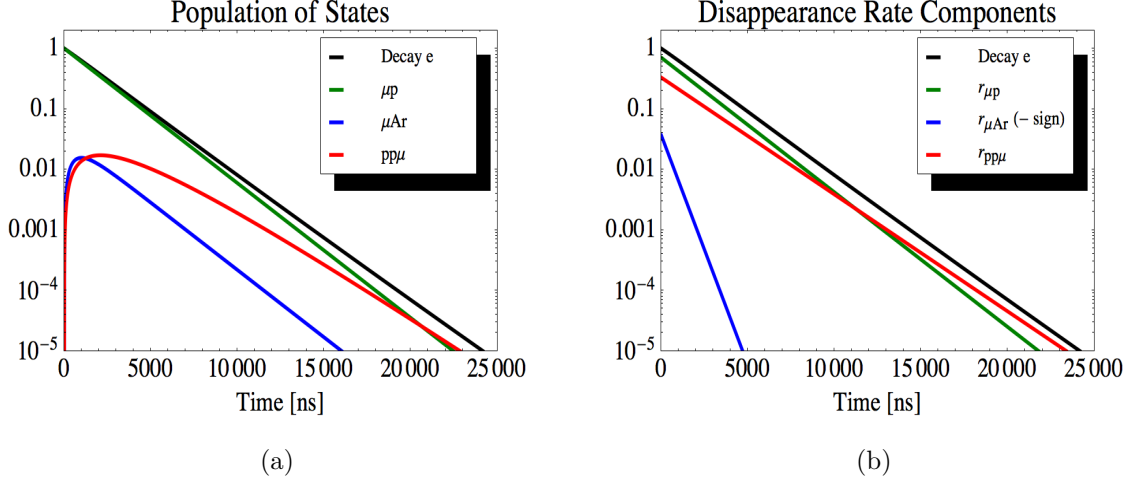 Population of States
1
0.1
0.01
0.001
10⁻⁴
10⁻⁵
0 5000 10 000 15 000 20 000 25 000
Time [ns]
Decay e
μp
μAr
ppμ
(a)
Disappearance Rate Components
1
0.1
0.01
0.001
10⁻⁴
10⁻⁵
0 5000 10 000 15 000 20 000 25 000
Time [ns]
Decay e
r_μp
r_μAr (− sign)
r_ppμ
(b)